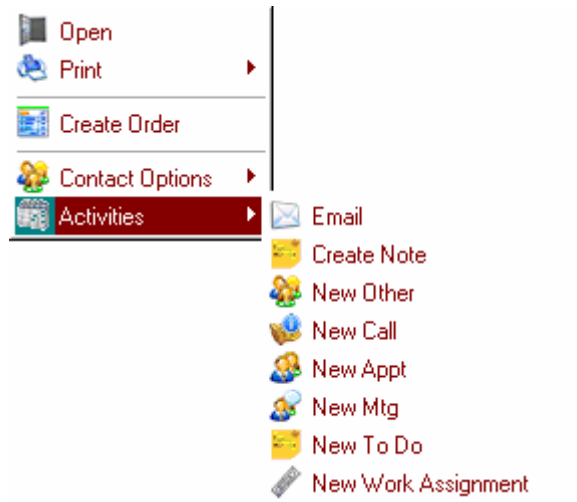 Open
Print
Create Order
Contact Options
Activities
Email
Create Note
New Other
New Call
New Appt
New Mtg
New To Do
New Work Assignment